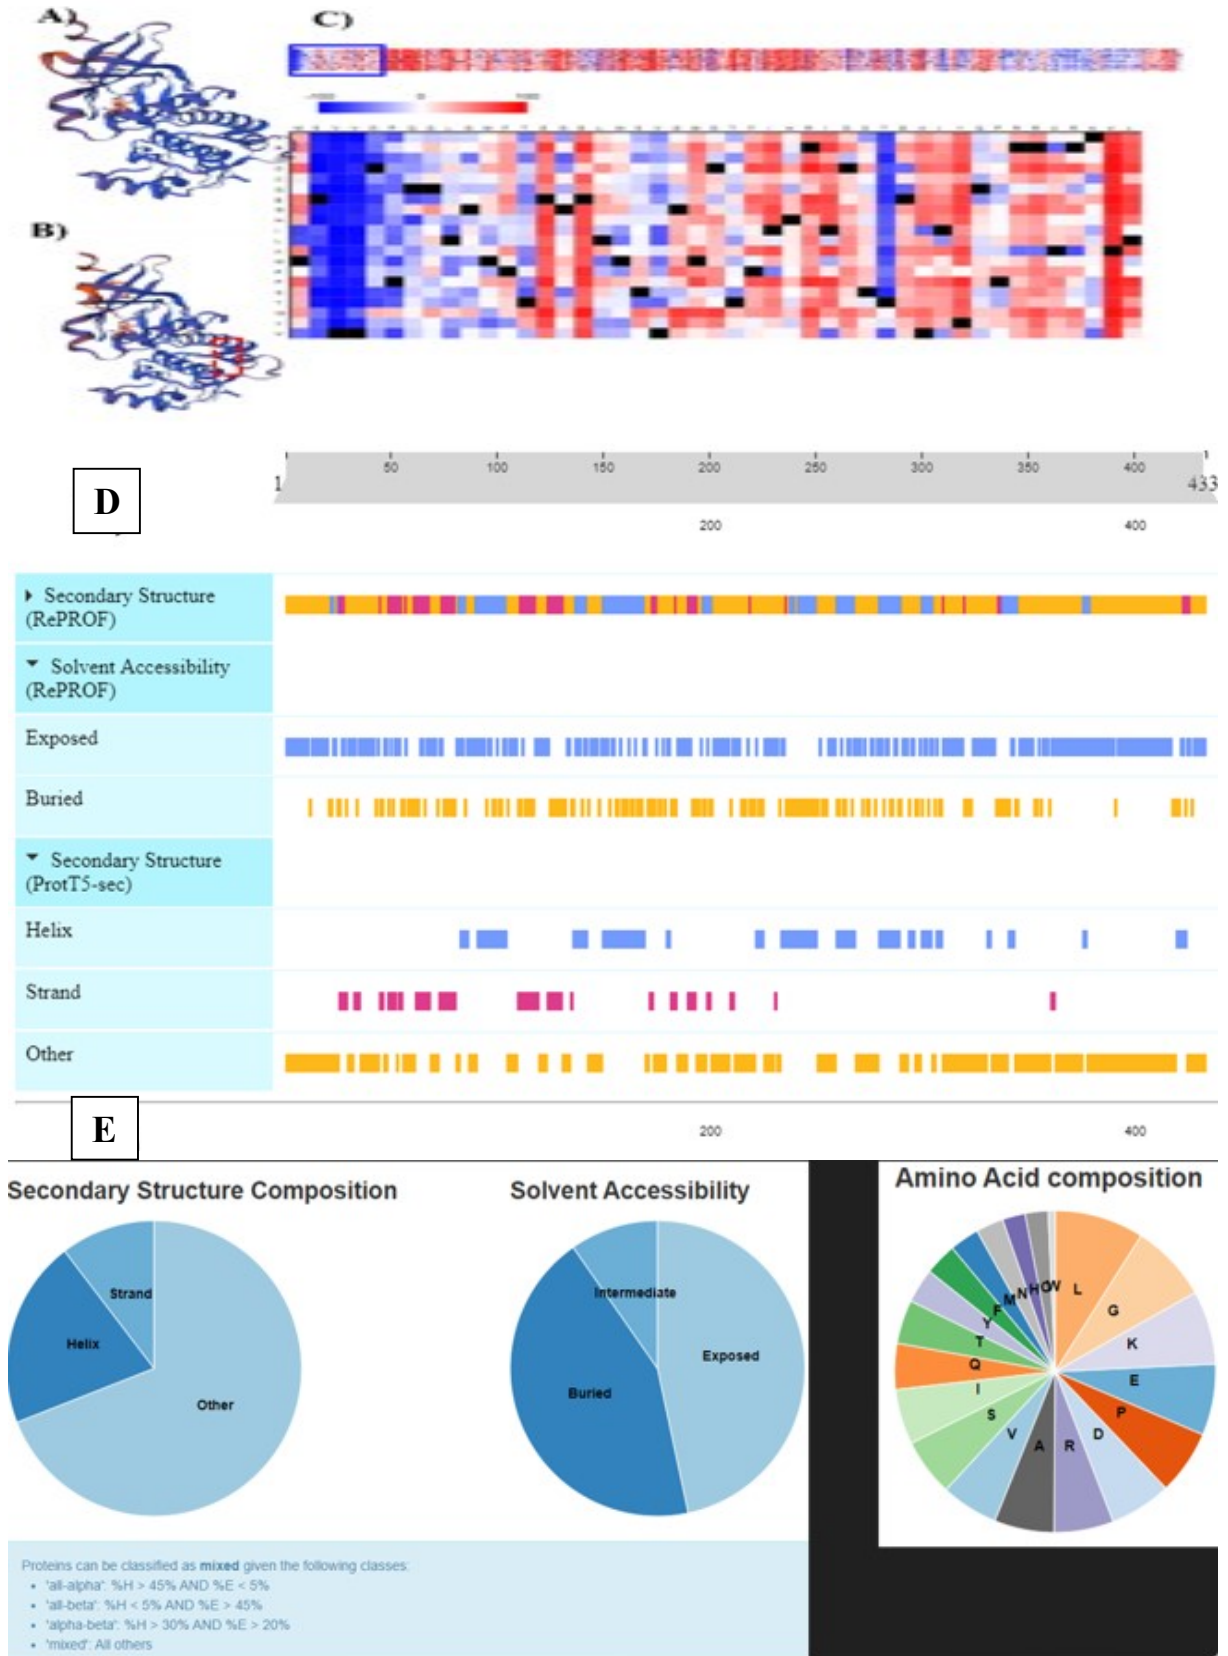 A)
C)
B)
50 100 150 200 250 300 350 400
1 433
D
200 400
Secondary Structure
(RePROF)
Solvent Accessibility
(RePROF)
Exposed
Buried
Secondary Structure
(ProtT5-sec)
Helix
Strand
Other
E
200 400
Secondary Structure Composition
Strand
Helix
Other
Solvent Accessibility
Intermediate
Exposed
Buried
Amino Acid composition
L
G
K
E
P
D
R
A
V
S
I
Q
T
Y
F
M
N
H
C
W
Proteins can be classified as mixed given the following classes:
• 'all-alpha': %H > 45% AND %E < 5%
• 'all-beta': %H < 5% AND %E > 45%
• 'alpha-beta': %H > 30% AND %E > 20%
• 'mixed': All others